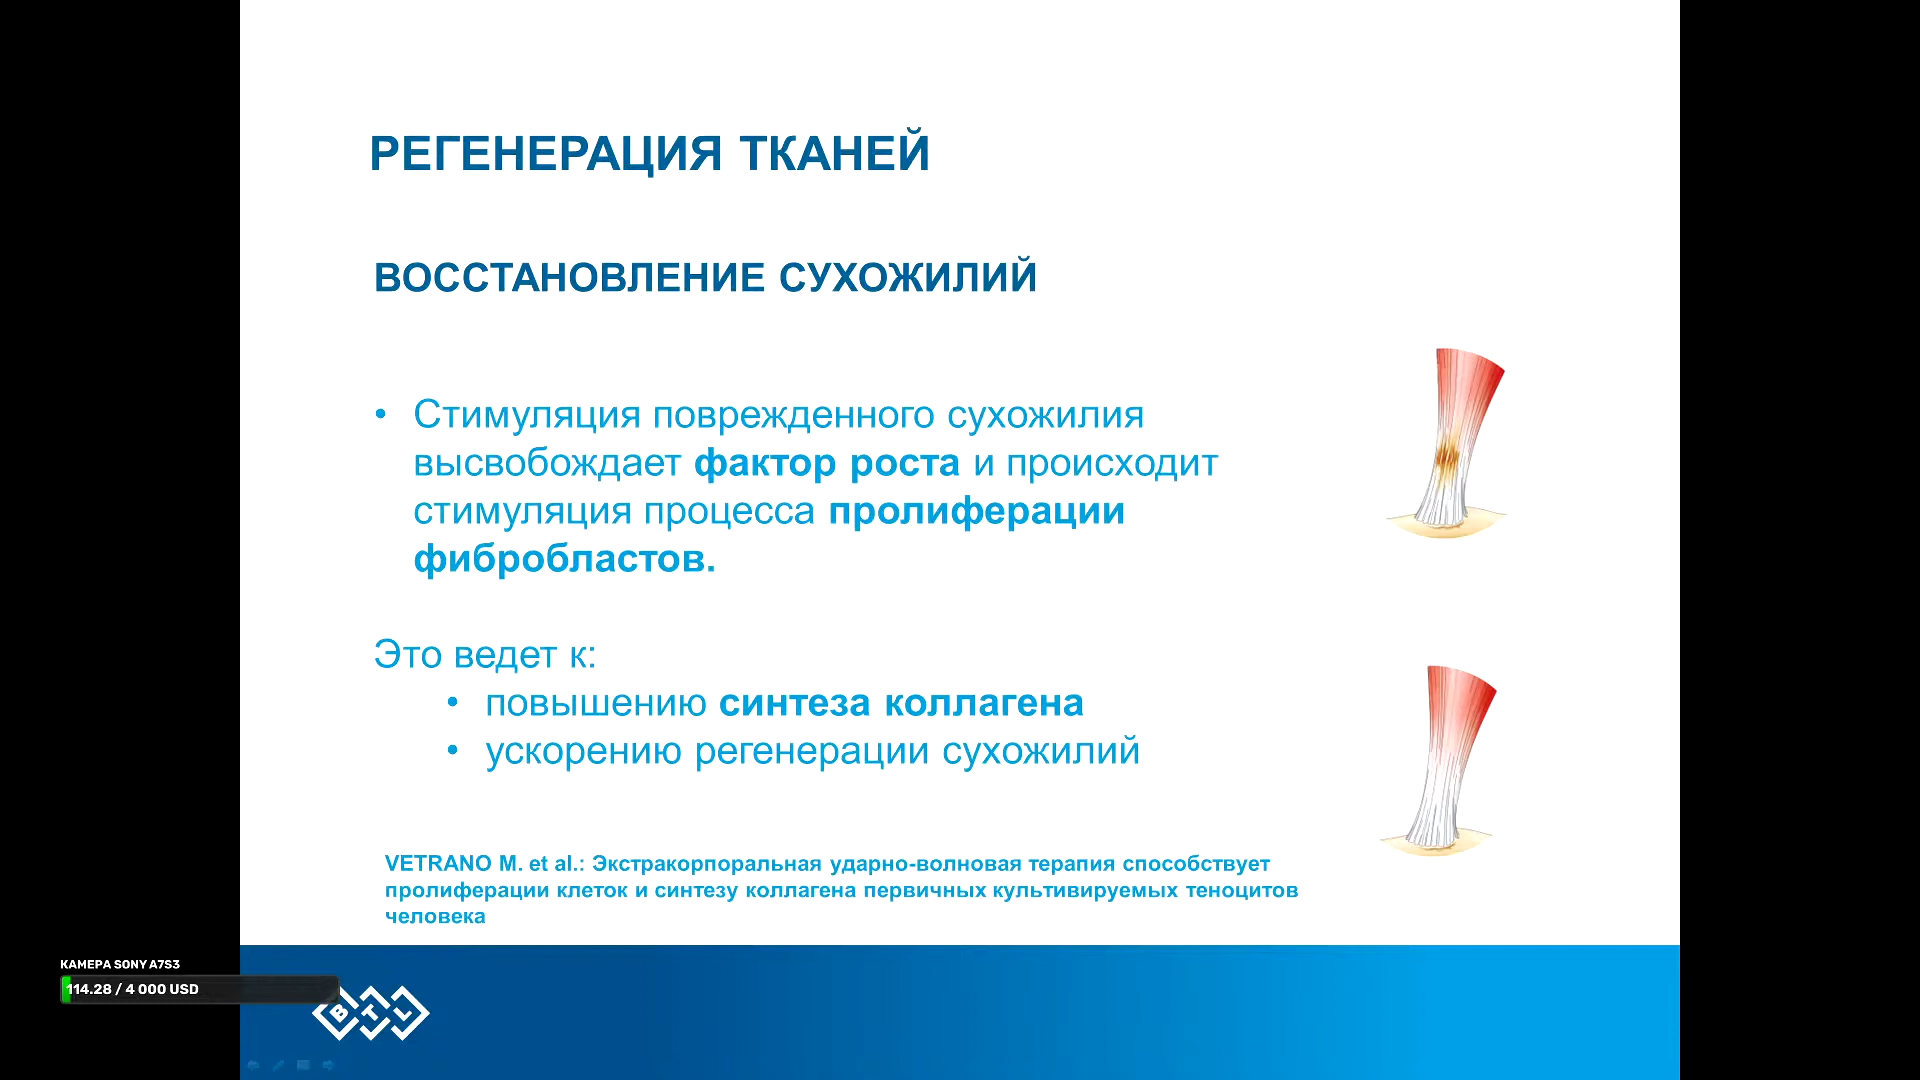 РЕГЕНЕРАЦИЯ ТКАНЕЙ
ВОССТАНОВЛЕНИЕ СУХОЖИЛИЙ
• Стимуляция поврежденного сухожилия
высвобождает фактор роста и происходит
стимуляция процесса пролиферации
фибробластов.
Это ведет к:
• повышению синтеза коллагена
• ускорению регенерации сухожилий
VETRANO M. et al.: Экстракорпоральная ударно-волновая терапия способствует
пролиферации клеток и синтезу коллагена первичных культивируемых теноцитов
человека
КАМЕРА SONY A7S3
114.28 / 4 000 USD
BTL